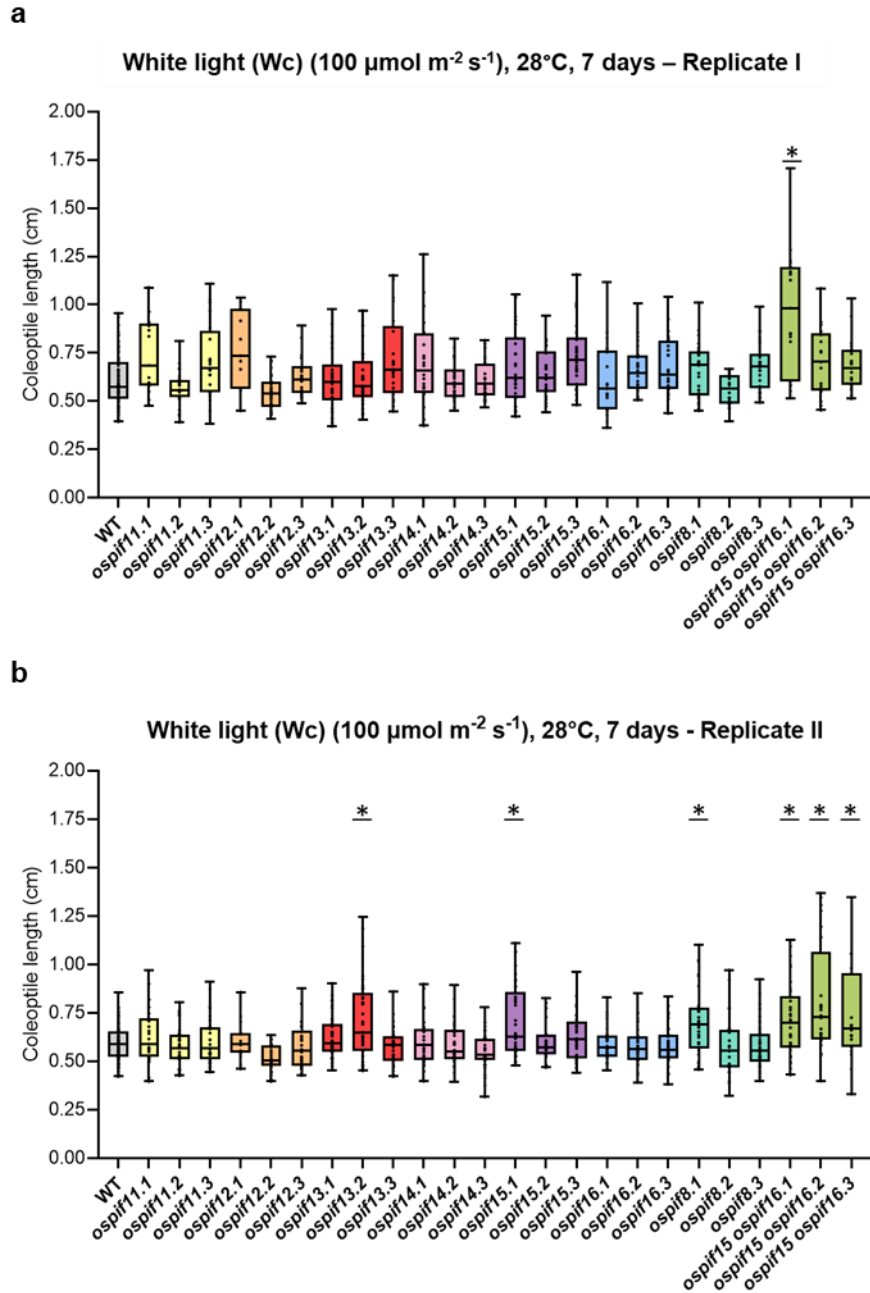 a
White light (Wc) (100 µmol m⁻² s⁻¹), 28°C, 7 days – Replicate I
Coleoptile length (cm)
2.00
1.75
1.50
1.25
1.00
0.75
0.50
0.25
0.00
*
WT
ospif11.1
ospif11.2
ospif11.3
ospif12.1
ospif12.2
ospif12.3
ospif13.1
ospif13.2
ospif13.3
ospif14.1
ospif14.2
ospif14.3
ospif15.1
ospif15.2
ospif15.3
ospif16.1
ospif16.2
ospif16.3
ospif8.1
ospif8.2
ospif8.3
ospif15 ospif16.1
ospif15 ospif16.2
ospif15 ospif16.3
b
White light (Wc) (100 µmol m⁻² s⁻¹), 28°C, 7 days - Replicate II
Coleoptile length (cm)
2.00
1.75
1.50
1.25
1.00
0.75
0.50
0.25
0.00
* * * * * *
WT
ospif11.1
ospif11.2
ospif11.3
ospif12.1
ospif12.2
ospif12.3
ospif13.1
ospif13.2
ospif13.3
ospif14.1
ospif14.2
ospif14.3
ospif15.1
ospif15.2
ospif15.3
ospif16.1
ospif16.2
ospif16.3
ospif8.1
ospif8.2
ospif8.3
ospif15 ospif16.1
ospif15 ospif16.2
ospif15 ospif16.3